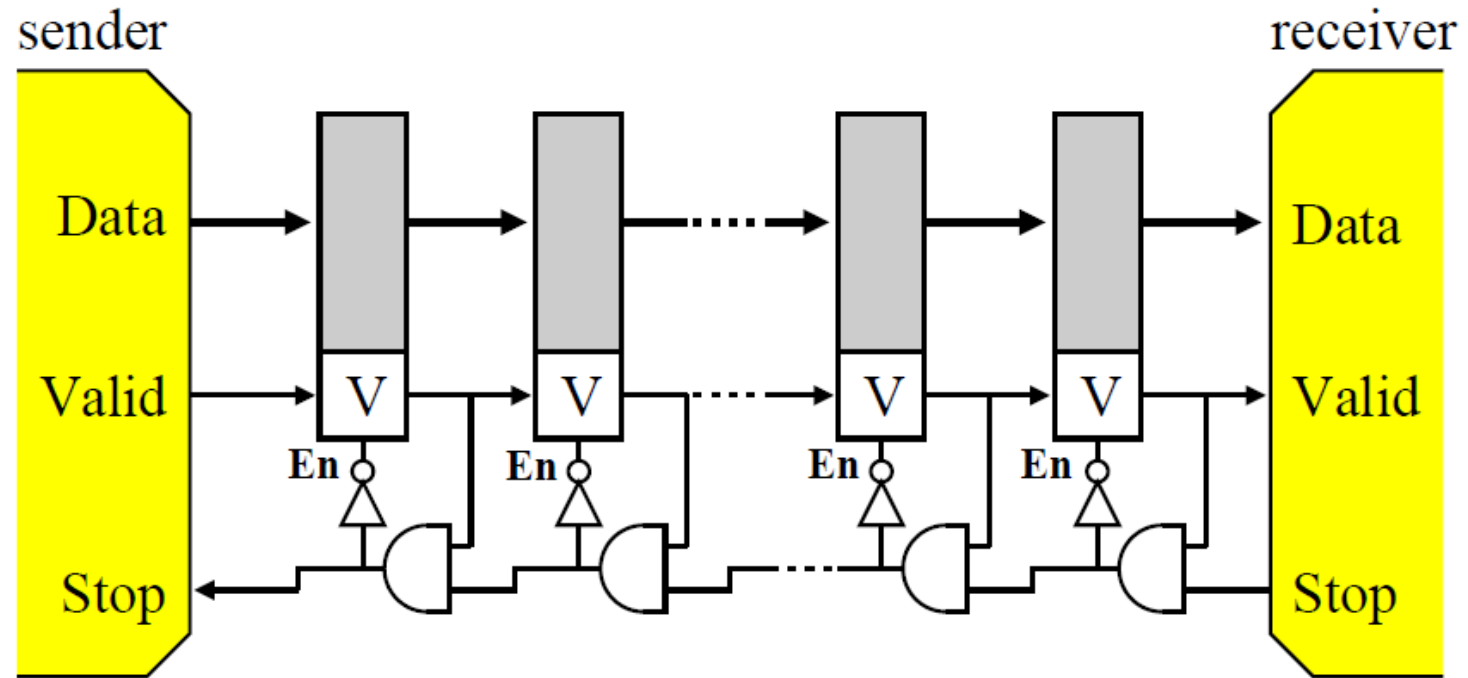 sender
receiver
Data
Data
Valid
V
V
V
V
Valid
En
En
En
En
Stop
Stop